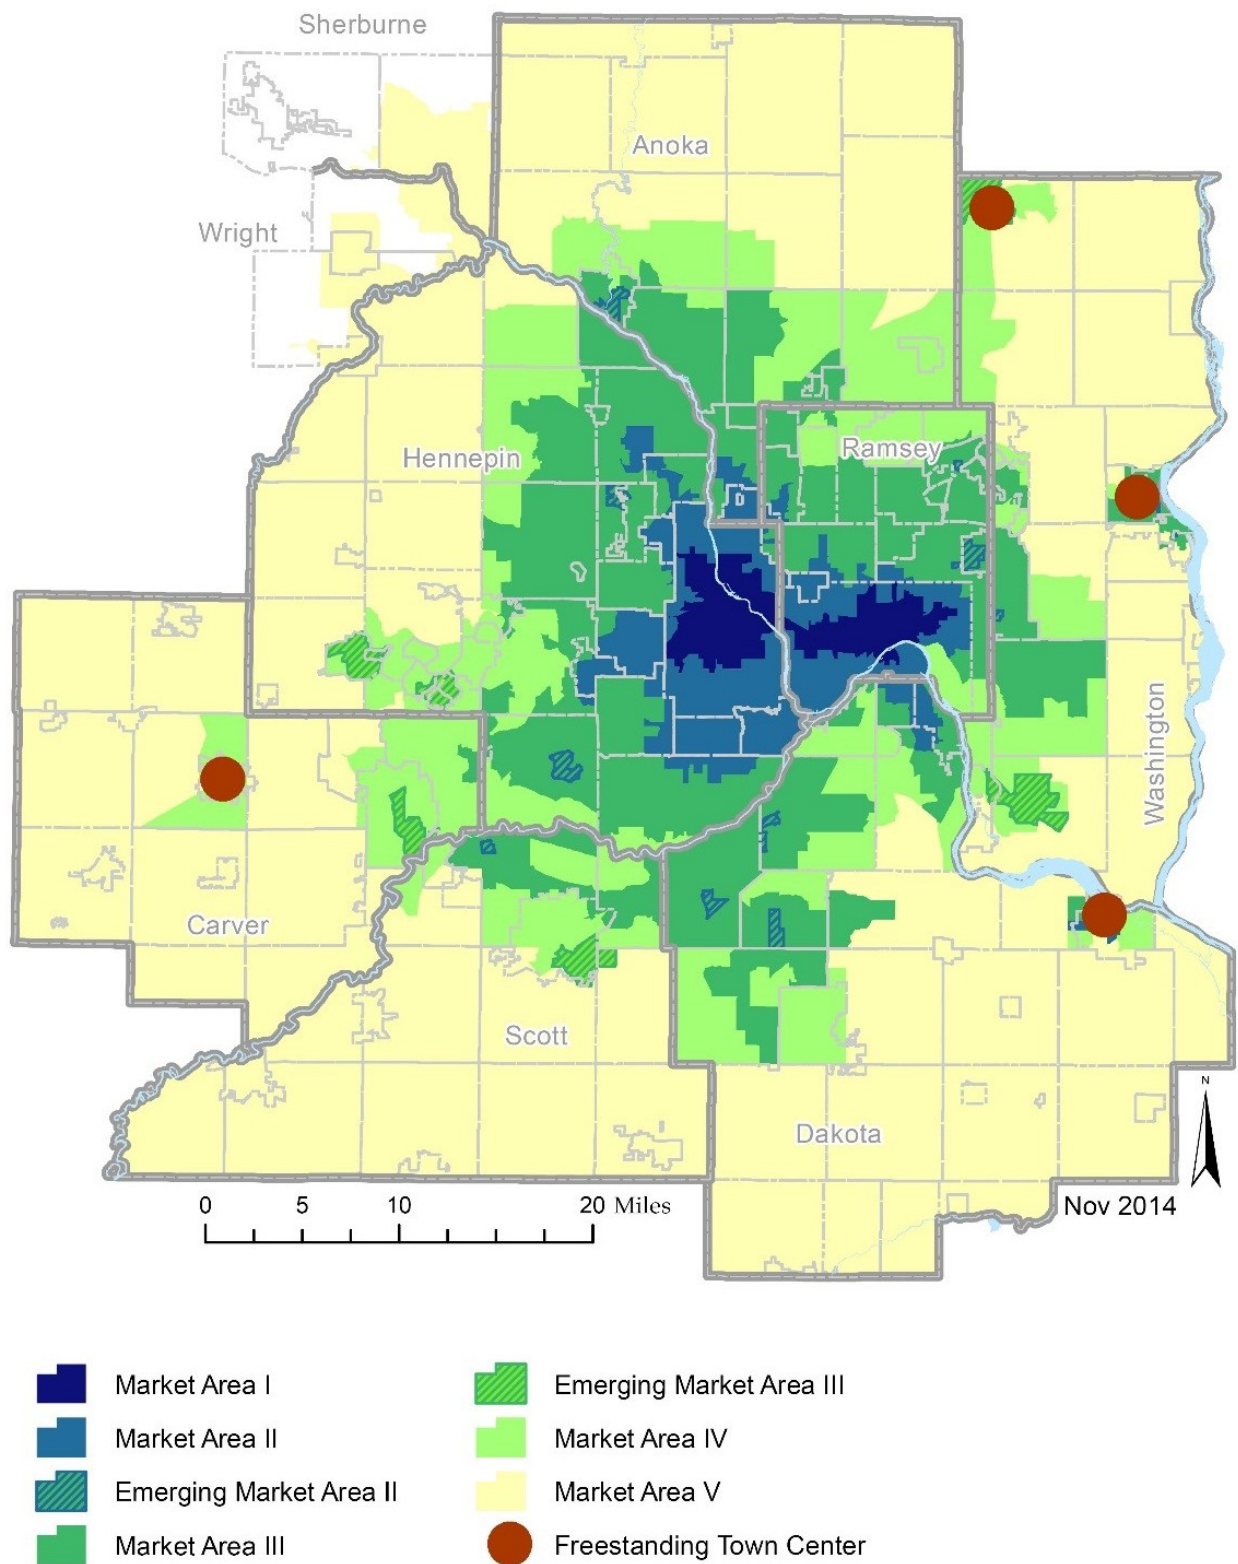 Sherburne
Anoka
Wright
Hennepin
Ramsey
Washington
Carver
Scott
Dakota
N
0 5 10 20 Miles
Nov 2014
Market Area I
Market Area II
Emerging Market Area II
Market Area III
Emerging Market Area III
Market Area IV
Market Area V
Freestanding Town Center